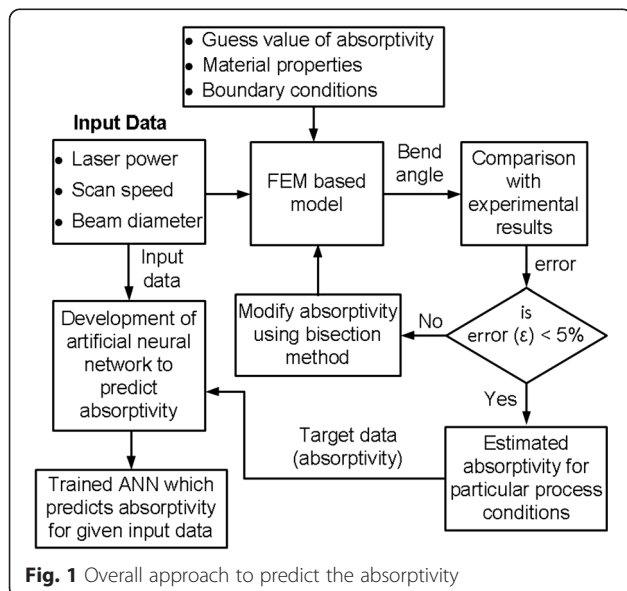 • Guess value of absorptivity
• Material properties
• Boundary conditions
Input Data
• Laser power
• Scan speed
• Beam diameter
FEM based
model
Bend
angle
Comparison
with
experimental
results
Input
data
error
Development of
artificial neural
network to
predict
absorptivity
Modify absorptivity
using bisection
method
No
is
error (ε) < 5%
Yes
Target data
(absorptivity)
Estimated
absorptivity for
particular process
conditions
Trained ANN which
predicts absorptivity
for given input data
Fig. 1 Overall approach to predict the absorptivity